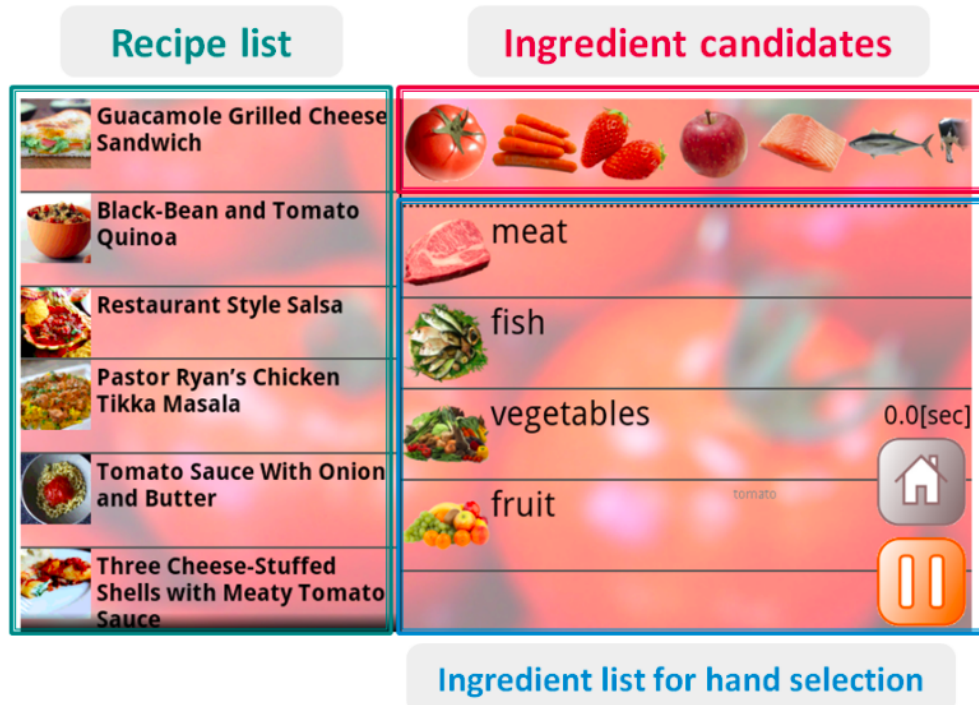 Recipe list
Ingredient candidates
Guacamole Grilled Cheese
Sandwich
Black-Bean and Tomato
Quinoa
Restaurant Style Salsa
Pastor Ryan's Chicken
Tikka Masala
Tomato Sauce With Onion
and Butter
Three Cheese-Stuffed
Shells with Meaty Tomato
Sauce
meat
fish
vegetables
0.0[sec]
fruit
tomato
Ingredient list for hand selection